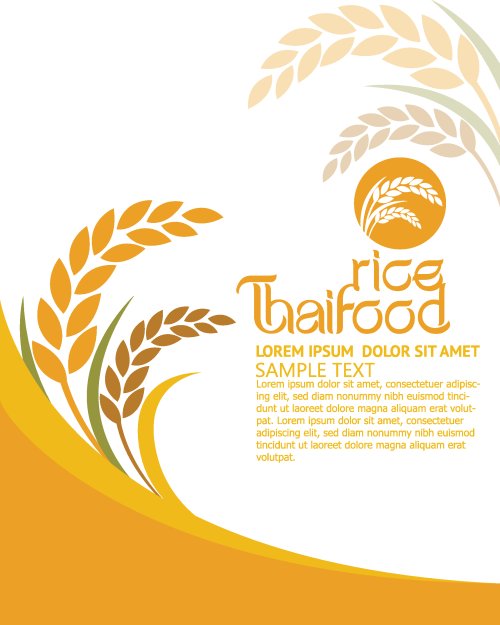 rice
Thaifood
LOREM IPSUM DOLOR SIT AMET
SAMPLE TEXT
Lorem ipsum dolor sit amet, consectetuer adipisc-
ing elit, sed diam nonummy nibh euismod
tincidunt ut laoreet dolore magna aliquam erat volut-
pat. Lorem ipsum dolor sit amet, consectetuer
adipiscing elit, sed diam nonummy nibh euismod
tincidunt ut laoreet dolore magna aliquam erat
volutpat.